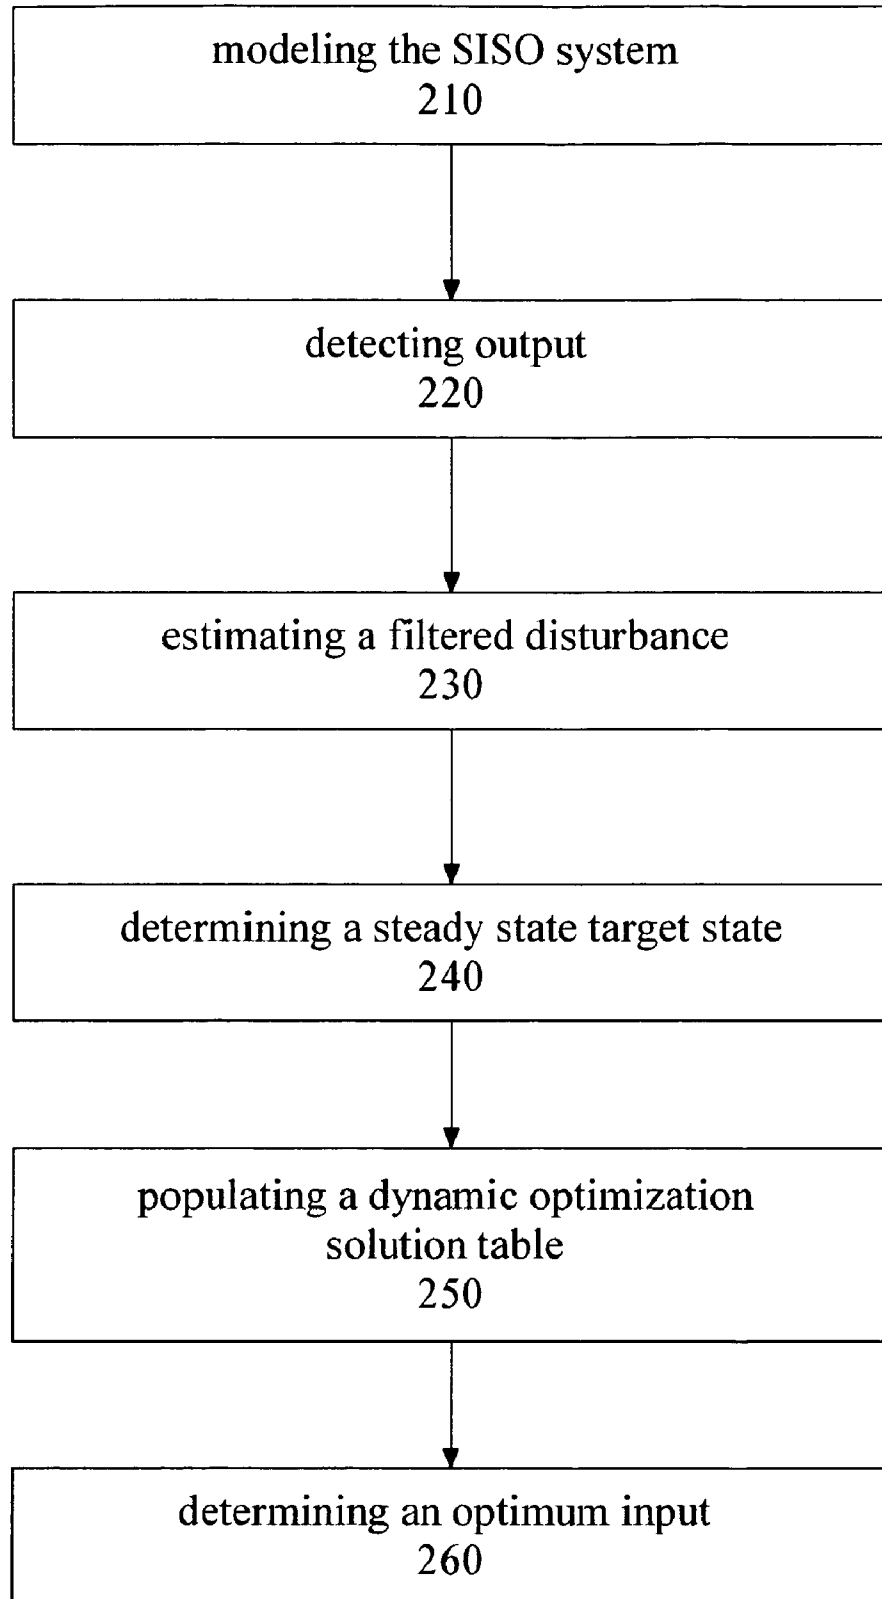 modeling the SISO system
210
detecting output
220
estimating a filtered disturbance
230
determining a steady state target state
240
populating a dynamic optimization
solution table
250
determining an optimum input
260